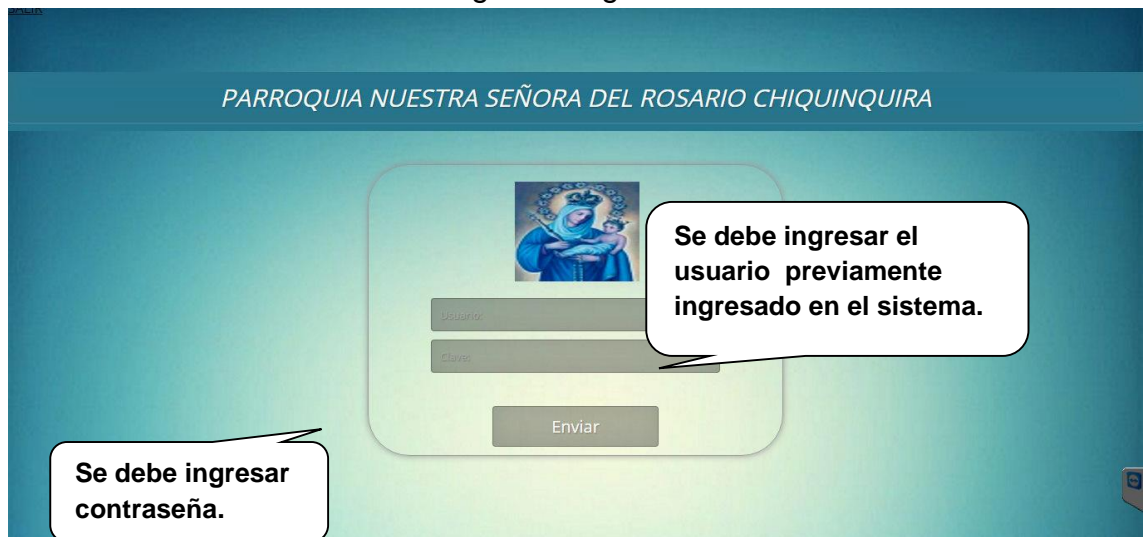 SALIR
PARROQUIA NUESTRA SEÑORA DEL ROSARIO CHIQUINQUIRA
Se debe ingresar el
usuario previamente
ingresado en el sistema.
Usuario:
Clave:
Enviar
Se debe ingresar
contraseña.